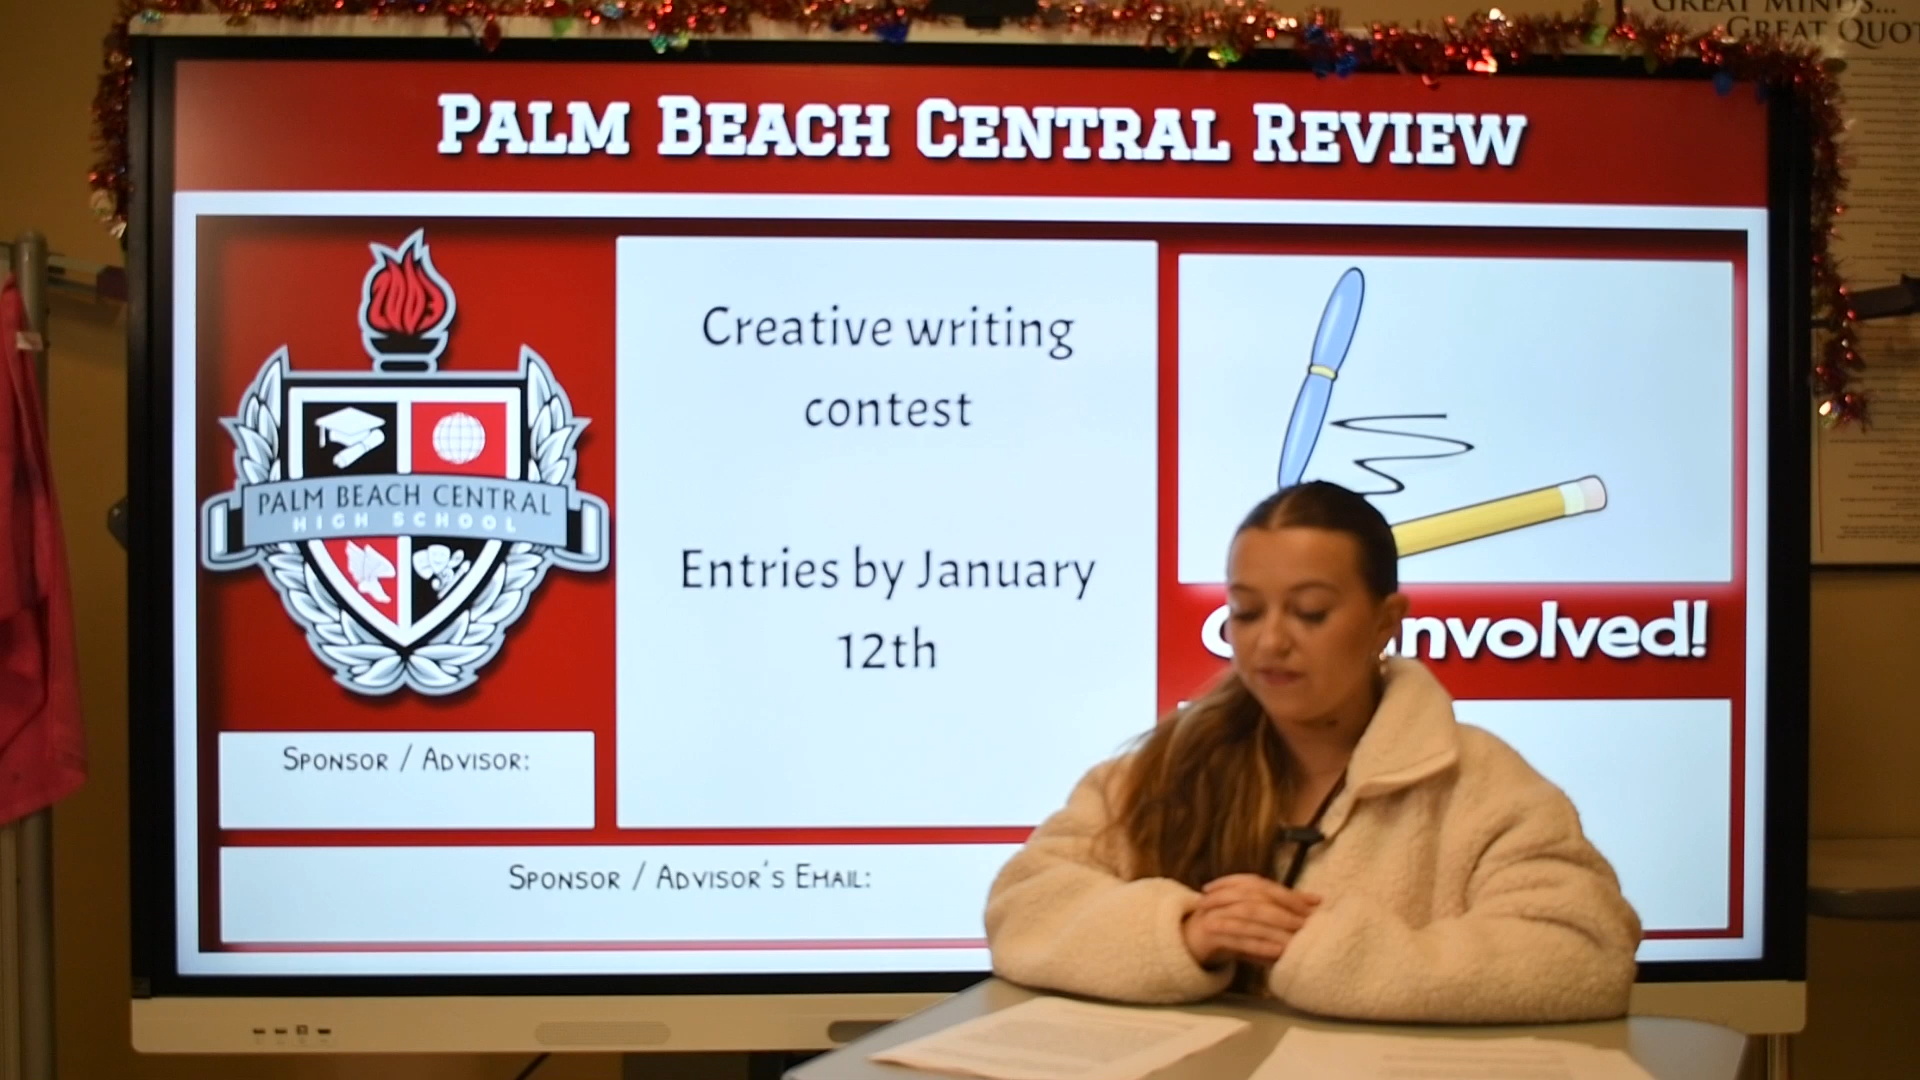 GREAT MINDS...
GREAT QUOT
PALM BEACH CENTRAL REVIEW
2003
PALM BEACH CENTRAL
HIGH SCHOOL
Creative writing
contest
Entries by January
12th
involved!
SPONSOR / ADVISOR:
SPONSOR / ADVISOR'S EMAIL: